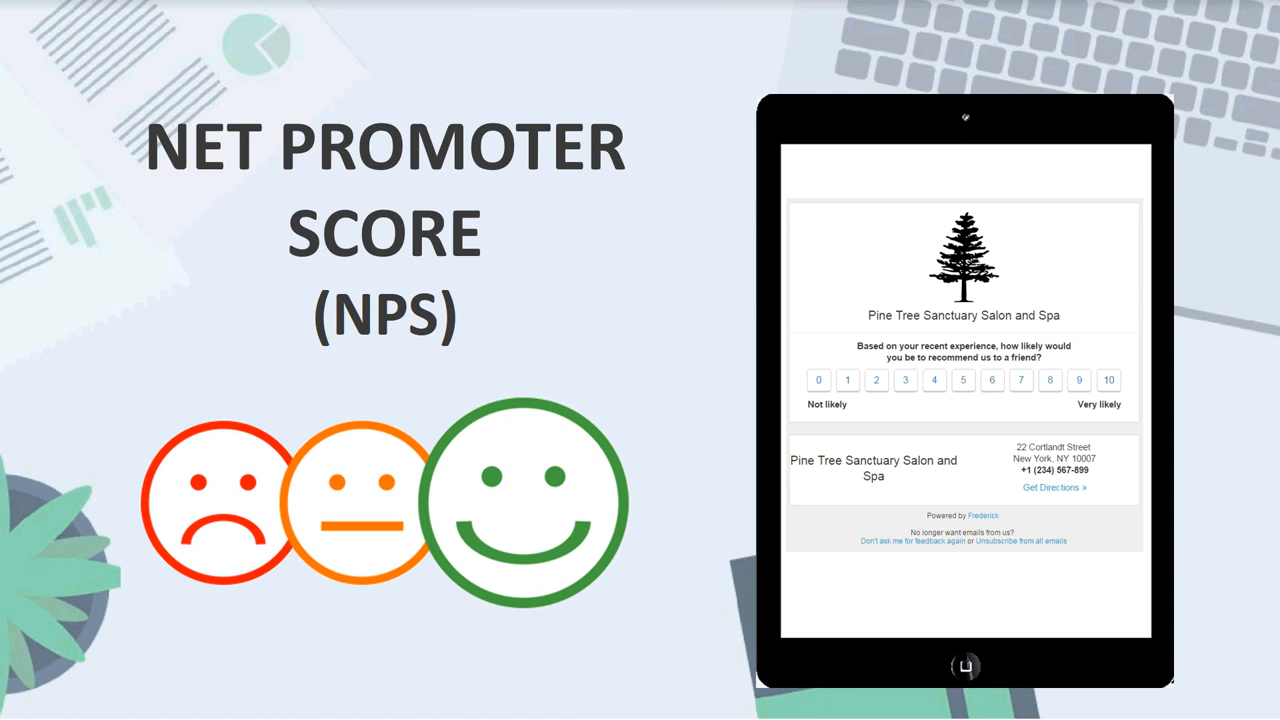 NET PROMOTER
SCORE
(NPS)
Pine Tree Sanctuary Salon and Spa
Based on your recent experience, how likely would
you be to recommend us to a friend?
0 1 2 3 4 5 6 7 8 9 10
Not likely Very likely
Pine Tree Sanctuary Salon and
Spa
22 Cortlandt Street
New York, NY 10007
+1 (234) 567-899
Get Directions »
Powered by Frederick
No longer want emails from us?
Don't ask me for feedback again or Unsubscribe from all emails